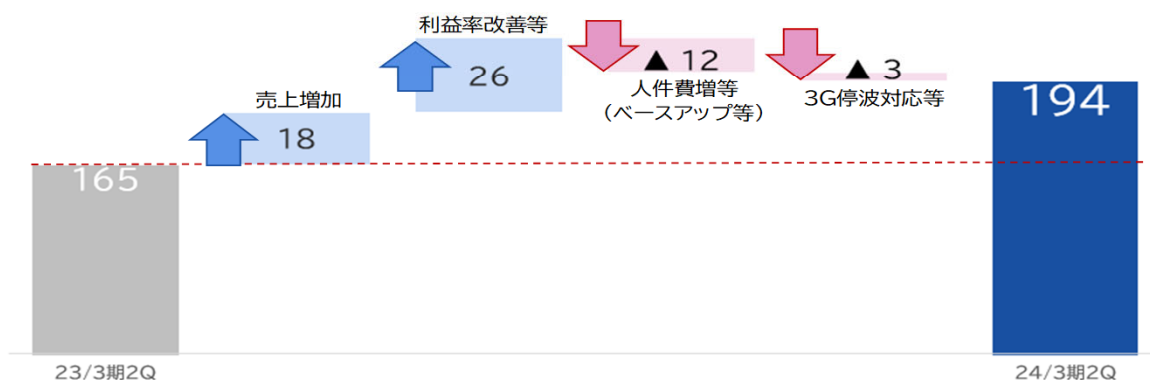 利益率改善等
26
▲ 12
人件費増等
（ベースアップ等）
▲ 3
3G停波対応等
194
売上増加
18
165
23/3期2Q
24/3期2Q